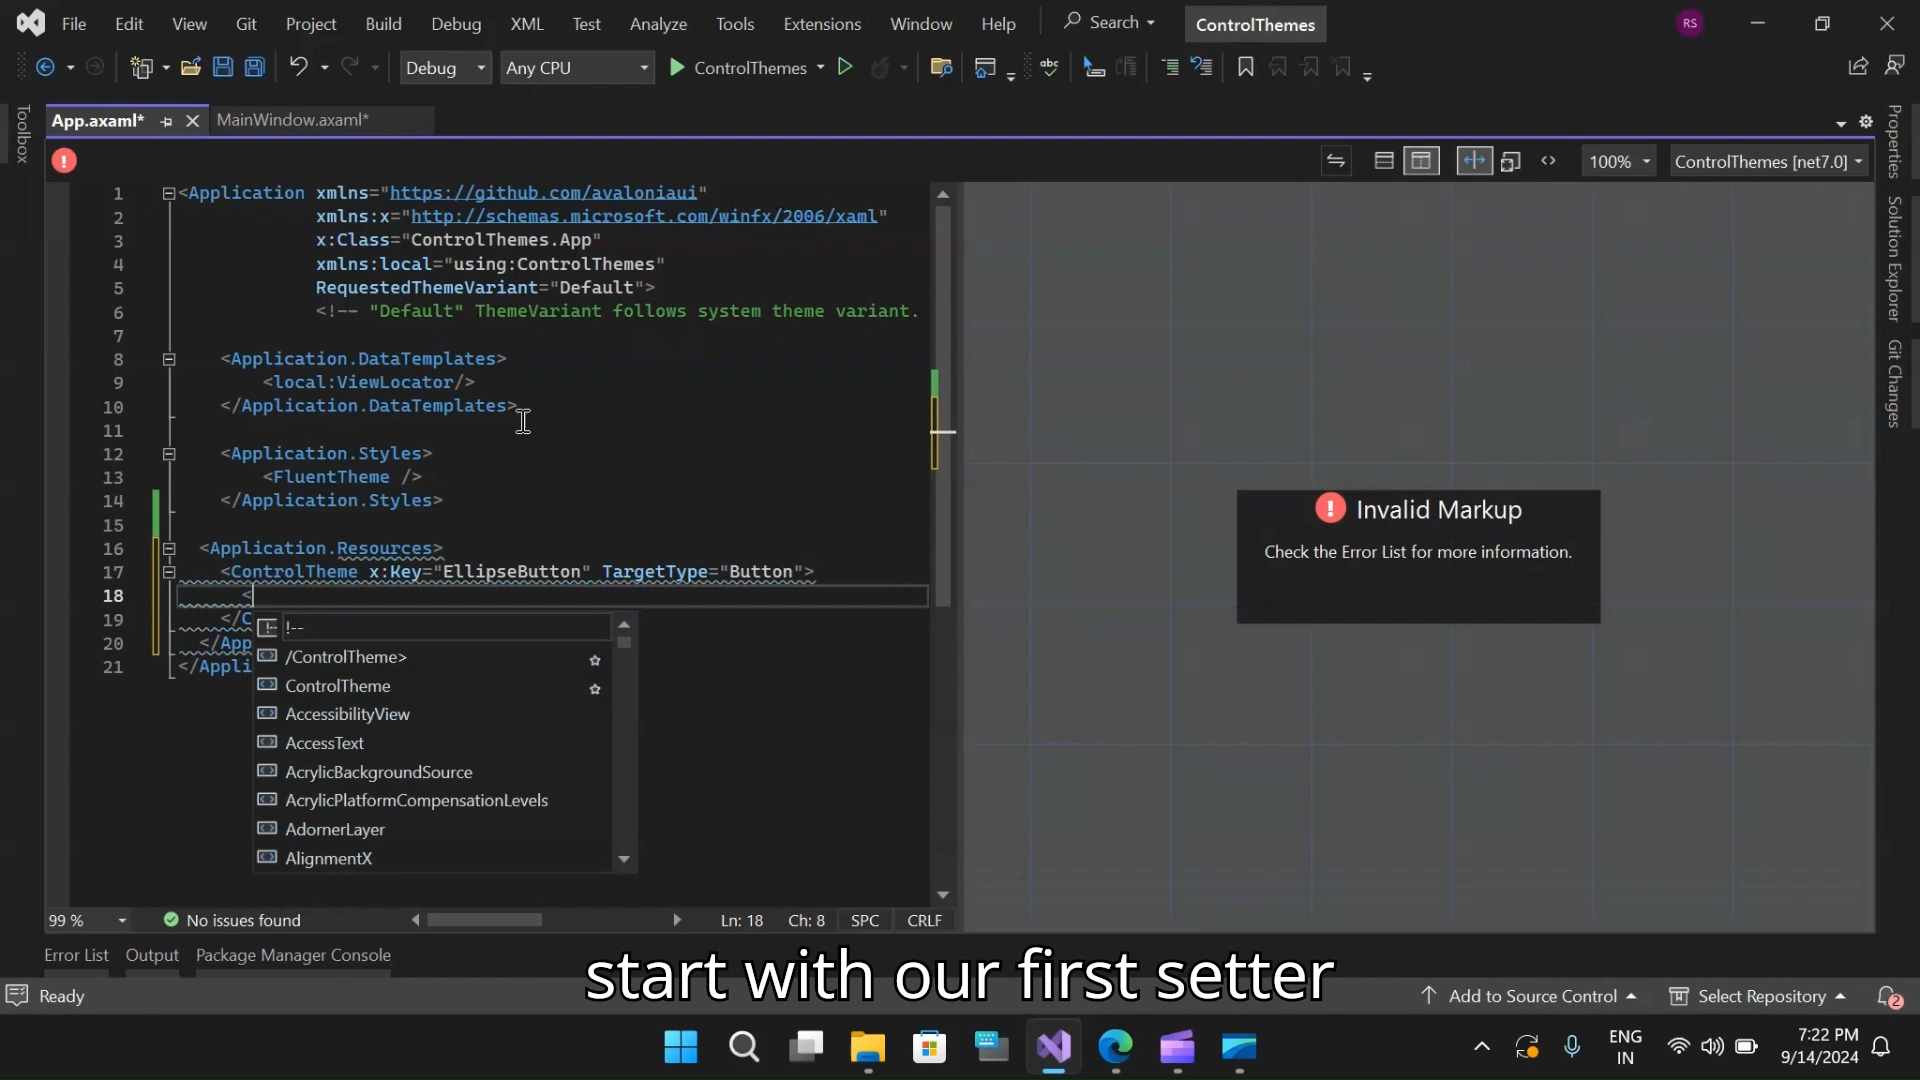 File Edit View Git Project Build Debug XML Test Analyze Tools Extensions Window Help Search ControlThemes RS
Debug Any CPU ControlThemes abc
Toolbox
App.axaml* MainWindow.axaml*
100% ControlThemes [net7.0]
Properties
Solution Explorer
Git Changes
1 <Application xmlns="https://github.com/avaloniaui"
2 xmlns:x="http://schemas.microsoft.com/winfx/2006/xaml"
3 x:Class="ControlThemes.App"
4 xmlns:local="using:ControlThemes"
5 RequestedThemeVariant="Default">
6 <!-- "Default" ThemeVariant follows system theme variant.
7
8 <Application.DataTemplates>
9 <local:ViewLocator/>
10 </Application.DataTemplates>
11
12 <Application.Styles>
13 <FluentTheme />
14 </Application.Styles>
15
16 <Application.Resources>
17 <ControlTheme x:Key="EllipseButton" TargetType="Button">
18 <
19 </C
20 </App
21 </Appli
!--
/ControlTheme>
ControlTheme
AccessibilityView
AccessText
AcrylicBackgroundSource
AcrylicPlatformCompensationLevels
AdornerLayer
AlignmentX
! Invalid Markup
Check the Error List for more information.
99 % No issues found Ln: 18 Ch: 8 SPC CRLF
Error List Output Package Manager Console
start with our first setter
Ready Add to Source Control Select Repository 2
ENG
IN
7:22 PM
9/14/2024